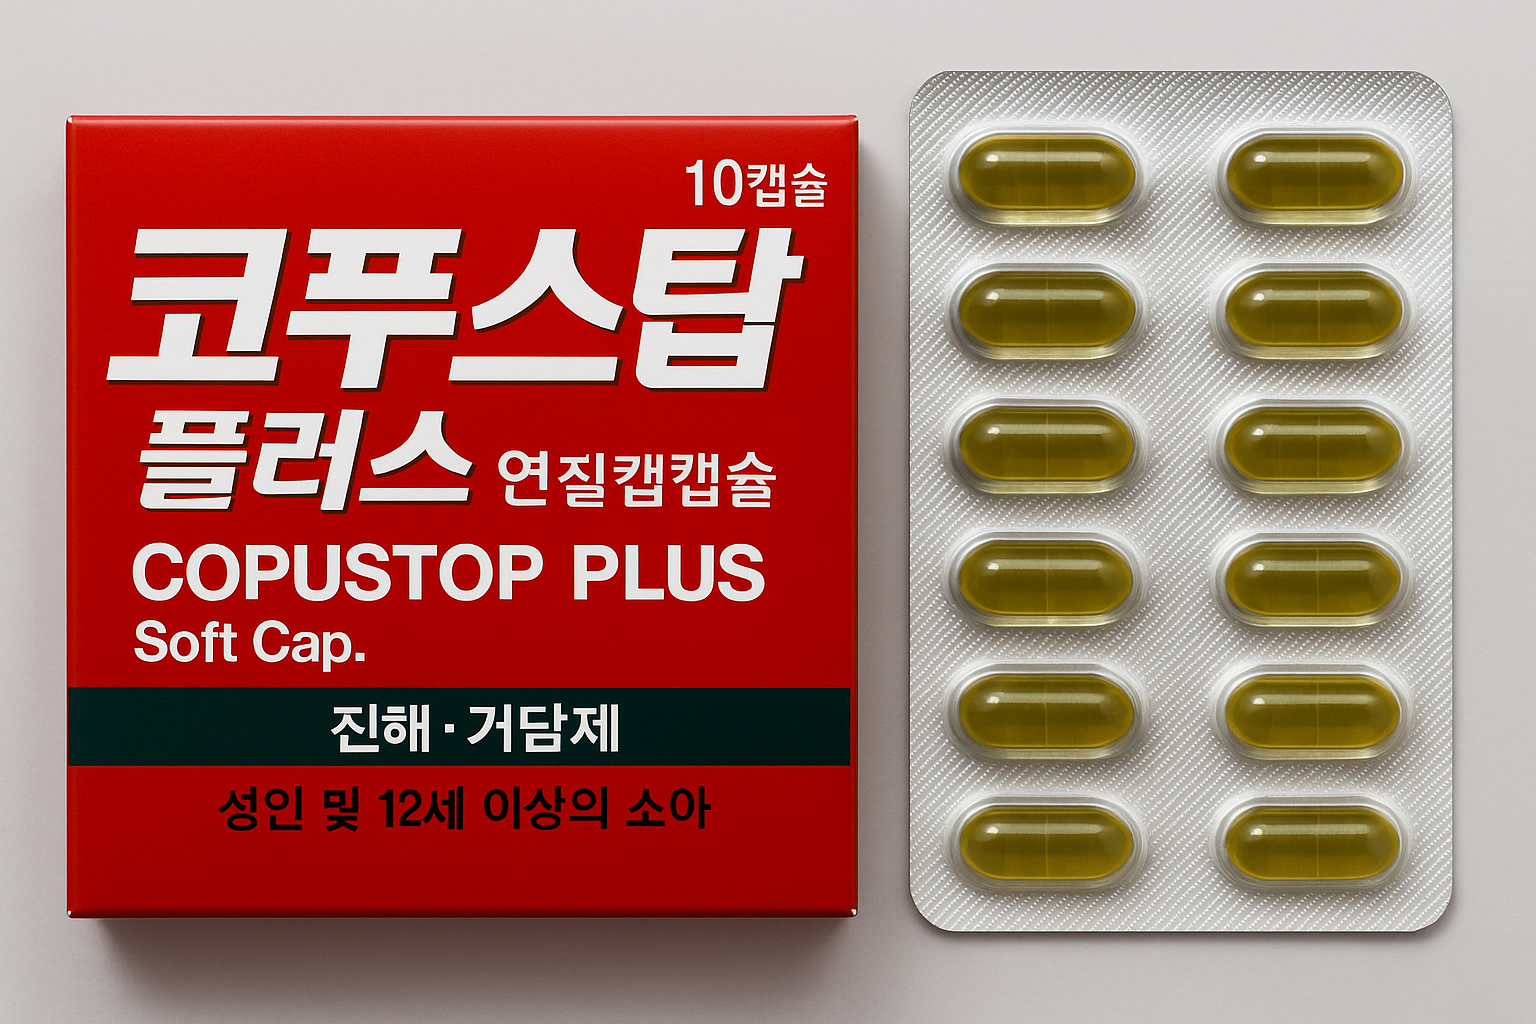 10캡슐
코푸스탑
플러스 연질캡캡슐
COPUSTOP PLUS
Soft Cap.
진해·거담제
성인 및 12세 이상의 소아